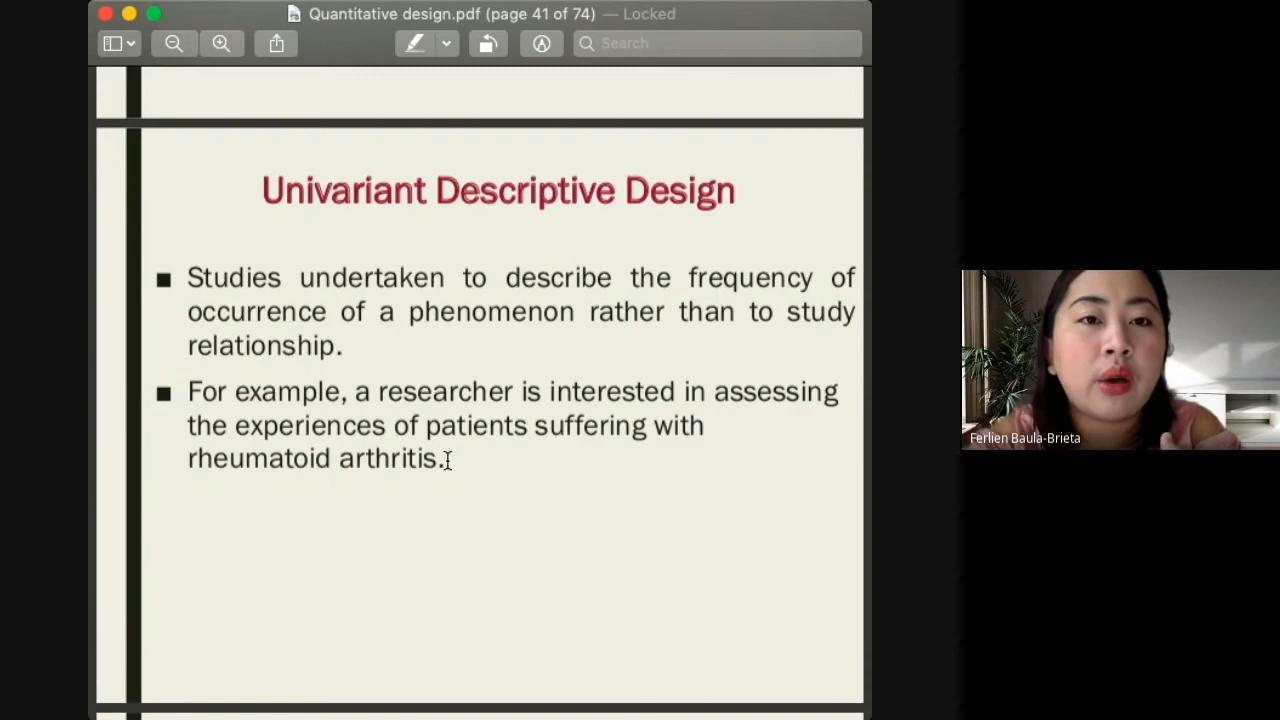 Quantitative design.pdf (page 41 of 74) — Locked
Search
Univariant Descriptive Design
Studies undertaken to describe the frequency of
occurrence of a phenomenon rather than to study
relationship.
For example, a researcher is interested in assessing
the experiences of patients suffering with
rheumatoid arthritis.
Ferlien Baula-Brieta